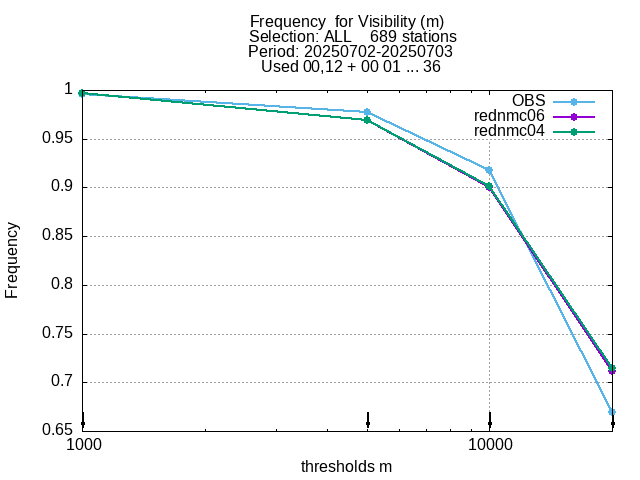 Frequency  for Visibility (m)
Selection: ALL    689 stations
Period: 20250702-20250703
Used 00,12 + 00 01 ... 36
OBS
rednmc06
rednmc04
1
0.95
0.9
0.85
0.8
0.75
0.7
0.65
Frequency
1000
10000
thresholds m